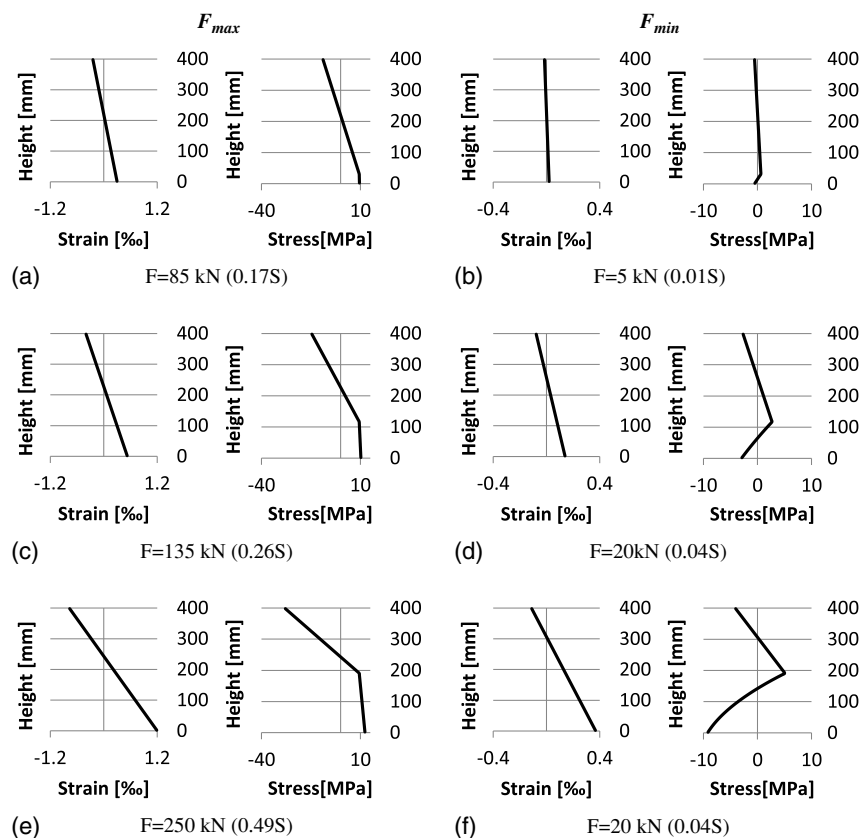 F_max
F_min
Height [mm]
400
300
200
100
0
-1.2 1.2
Strain [‰]
Height [mm]
400
300
200
100
0
-40 10
Stress[MPa]
(a)
F=85 kN (0.17S)
Height [mm]
400
300
200
100
0
-0.4 0.4
Strain [‰]
Height [mm]
400
300
200
100
0
-10 0 10
Stress[MPa]
(b)
F=5 kN (0.01S)
Height [mm]
400
300
200
100
0
-1.2 1.2
Strain [‰]
Height [mm]
400
300
200
100
0
-40 10
Stress[MPa]
(c)
F=135 kN (0.26S)
Height [mm]
400
300
200
100
0
-0.4 0.4
Strain [‰]
Height [mm]
400
300
200
100
0
-10 0 10
Stress[MPa]
(d)
F=20kN (0.04S)
Height [mm]
400
300
200
100
0
-1.2 1.2
Strain [‰]
Height [mm]
400
300
200
100
0
-40 10
Stress[MPa]
(e)
F=250 kN (0.49S)
Height [mm]
400
300
200
100
0
-0.4 0.4
Strain [‰]
Height [mm]
400
300
200
100
0
-10 0 10
Stress[MPa]
(f)
F=20 kN (0.04S)